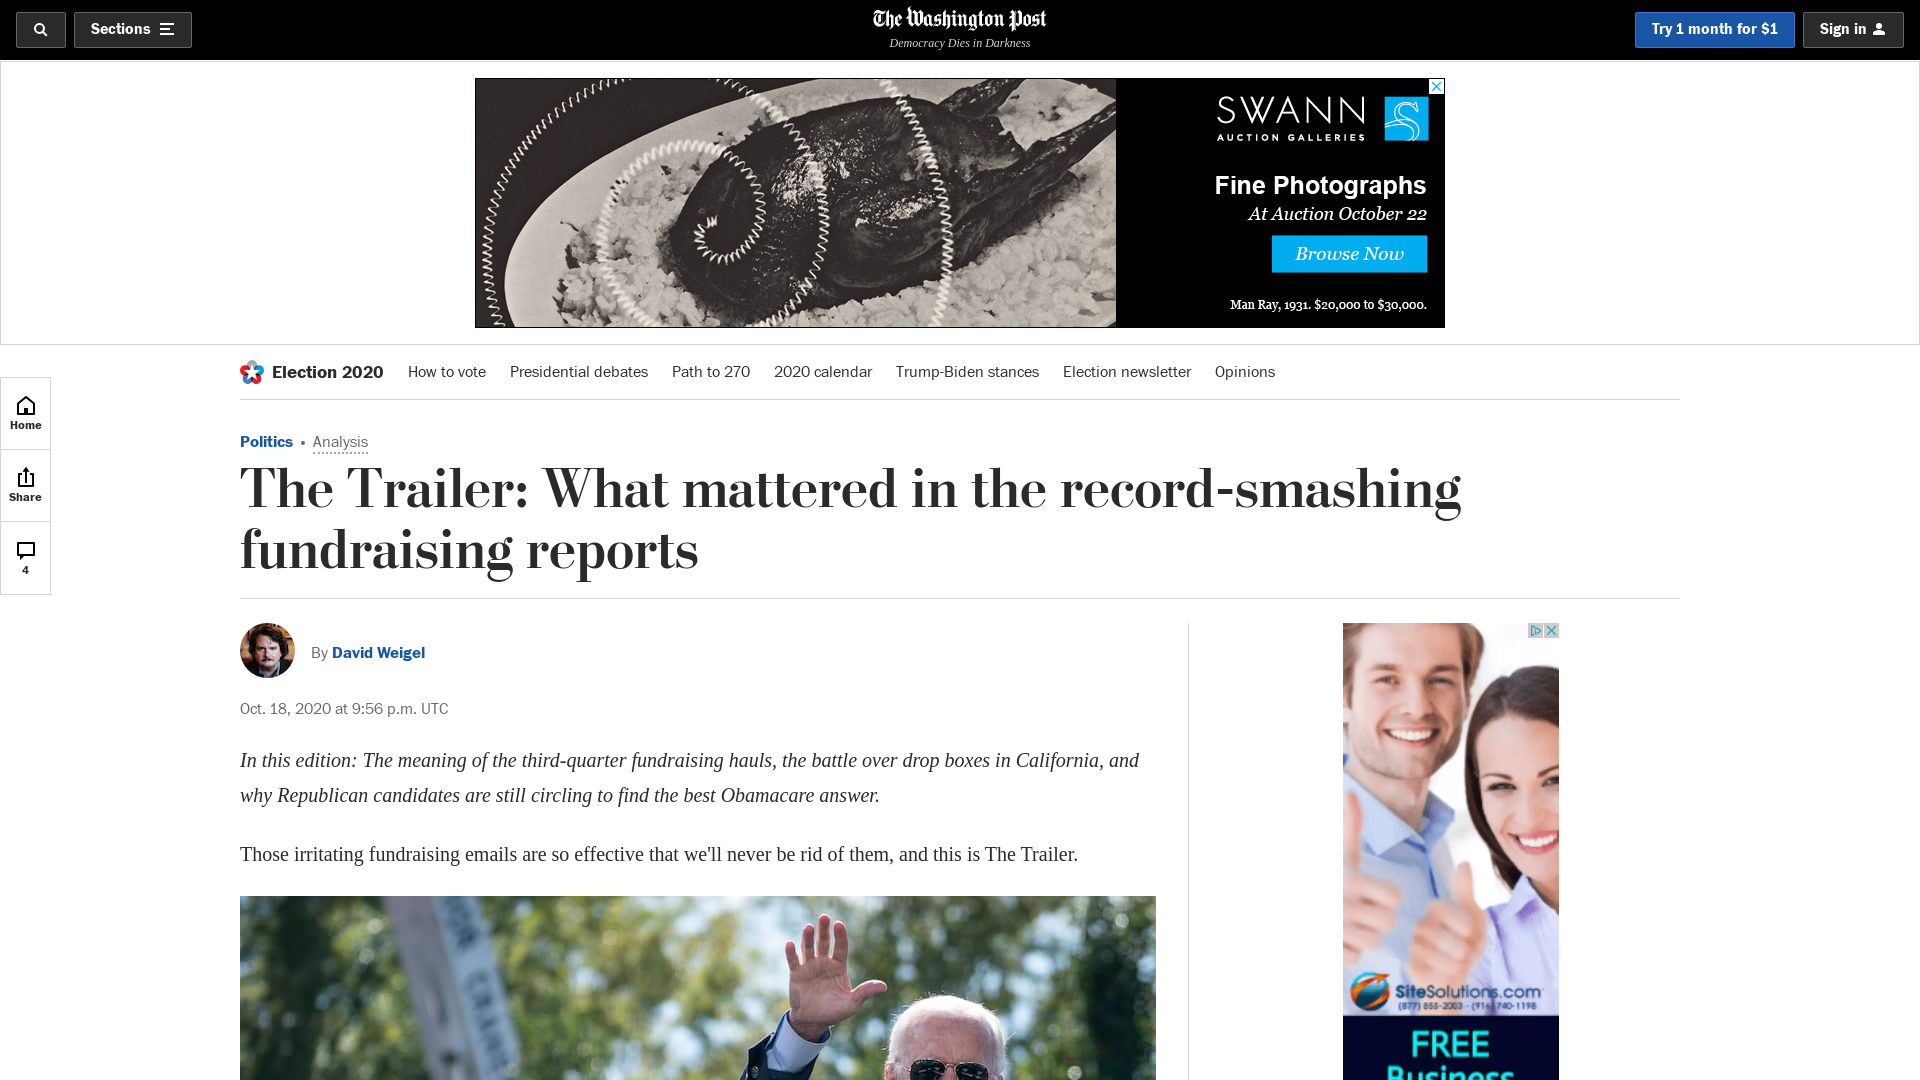 Sections
The Washington Post
Democracy Dies in Darkness
Try 1 month for $1
Sign in
SWANN
AUCTION GALLERIES
Fine Photographs
At Auction October 22
Browse Now
Man Ray, 1931. $20,000 to $30,000.
Election 2020
How to vote
Presidential debates
Path to 270
2020 calendar
Trump-Biden stances
Election newsletter
Opinions
Home
Share
4
Politics • Analysis
The Trailer: What mattered in the record-smashing
fundraising reports
By David Weigel
Oct. 18, 2020 at 9:56 p.m. UTC
In this edition: The meaning of the third-quarter fundraising hauls, the battle over drop boxes in California, and
why Republican candidates are still circling to find the best Obamacare answer.
Those irritating fundraising emails are so effective that we'll never be rid of them, and this is The Trailer.
SiteSolutions.com
(877) 855-2003 - (916) 740-1198
FREE
Business